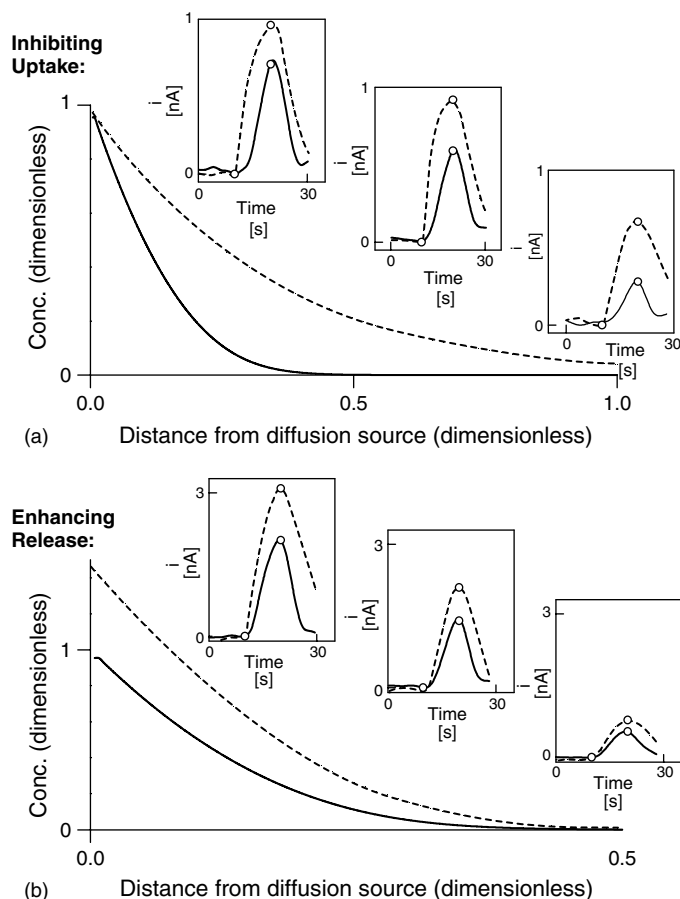 Inhibiting
Uptake:
Conc. (dimensionless)
1
0
0.0
0.5
1.0
(a)
Distance from diffusion source (dimensionless)
1
i
[nA]
0
0
30
Time
[s]
1
i
[nA]
0
0
30
Time
[s]
1
i
[nA]
0
0
30
Time
[s]
Enhancing
Release:
Conc. (dimensionless)
1
0
0.0
0.5
(b)
Distance from diffusion source (dimensionless)
3
i
[nA]
0
0
30
Time
[s]
3
i
[nA]
0
0
30
Time
[s]
3
i
[nA]
0
0
30
Time
[s]